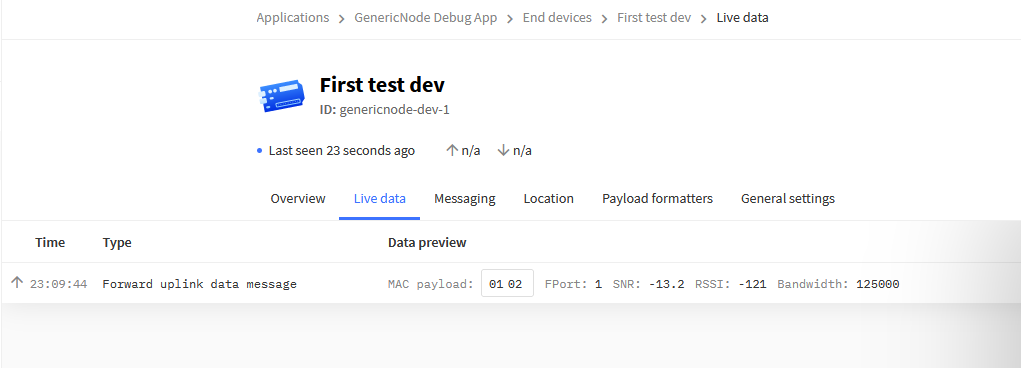 Applications > GenericNode Debug App > End devices > First test dev > Live data
First test dev
ID: genericnode-dev-1
Last seen 23 seconds ago ↑ n/a ↓ n/a
Overview Live data Messaging Location Payload formatters General settings
Time Type Data preview
↑ 23:09:44 Forward uplink data message MAC payload: 01 02 FPort: 1 SNR: -13.2 RSSI: -121 Bandwidth: 125000